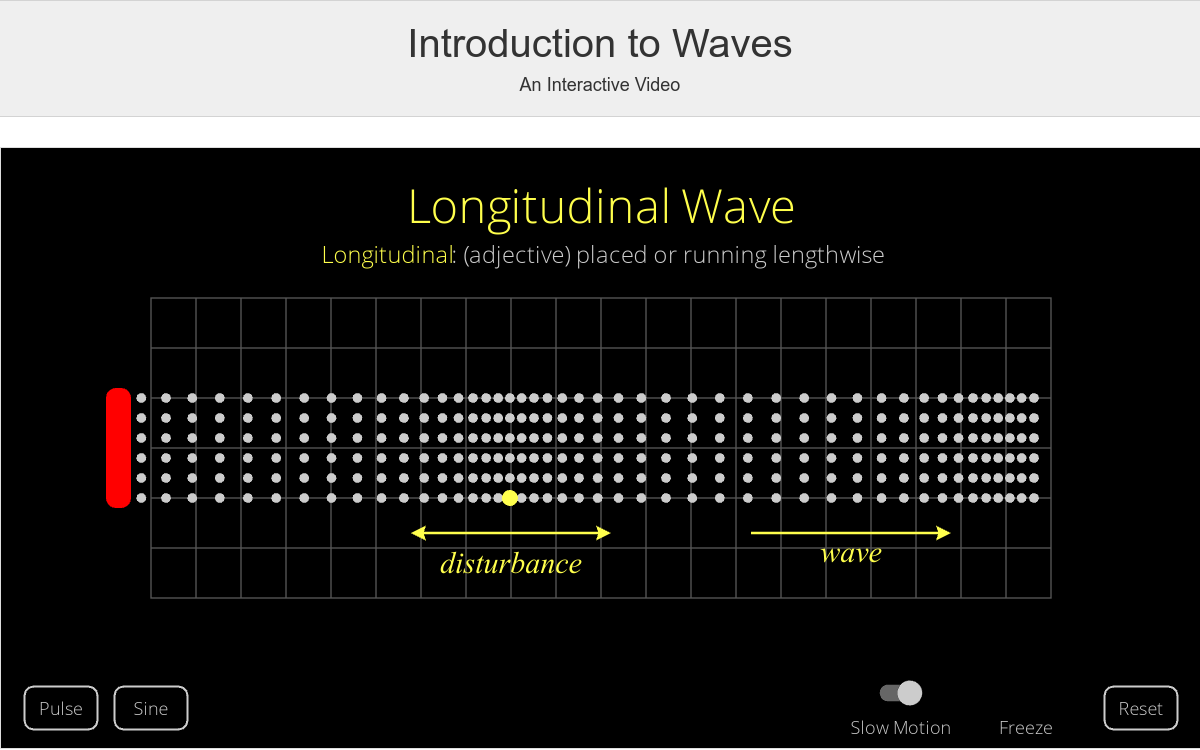 Introduction to Waves
An Interactive Video
Longitudinal Wave
Longitudinal: (adjective) placed or running lengthwise
disturbance
wave
Pulse
Sine
Slow Motion
Freeze
Reset